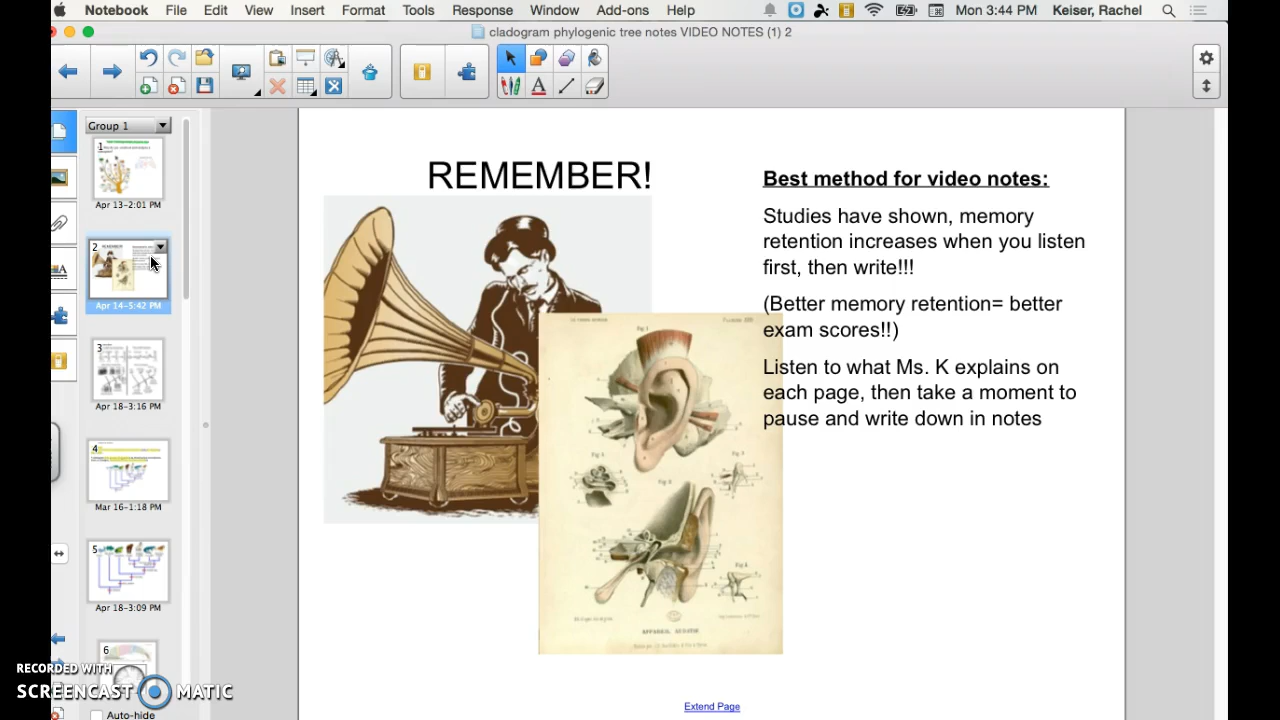 Notebook File Edit View Insert Format Tools Response Window Add-ons Help Mon 3:44 PM Keiser, Rachel
cladogram phylogenic tree notes VIDEO NOTES (1) 2
Group 1
1
Apr 13-2:01 PM
2
Apr 14-5:42 PM
3
Apr 18-3:16 PM
4
Mar 16-1:18 PM
5
Apr 18-3:09 PM
6
Auto-hide
REMEMBER!
Best method for video notes:
Studies have shown, memory
retention increases when you listen
first, then write!!!
(Better memory retention= better
exam scores!!)
Listen to what Ms. K explains on
each page, then take a moment to
pause and write down in notes
Fig 1
Fig 2
Extend Page
RECORDED WITH
SCREENCAST MATIC